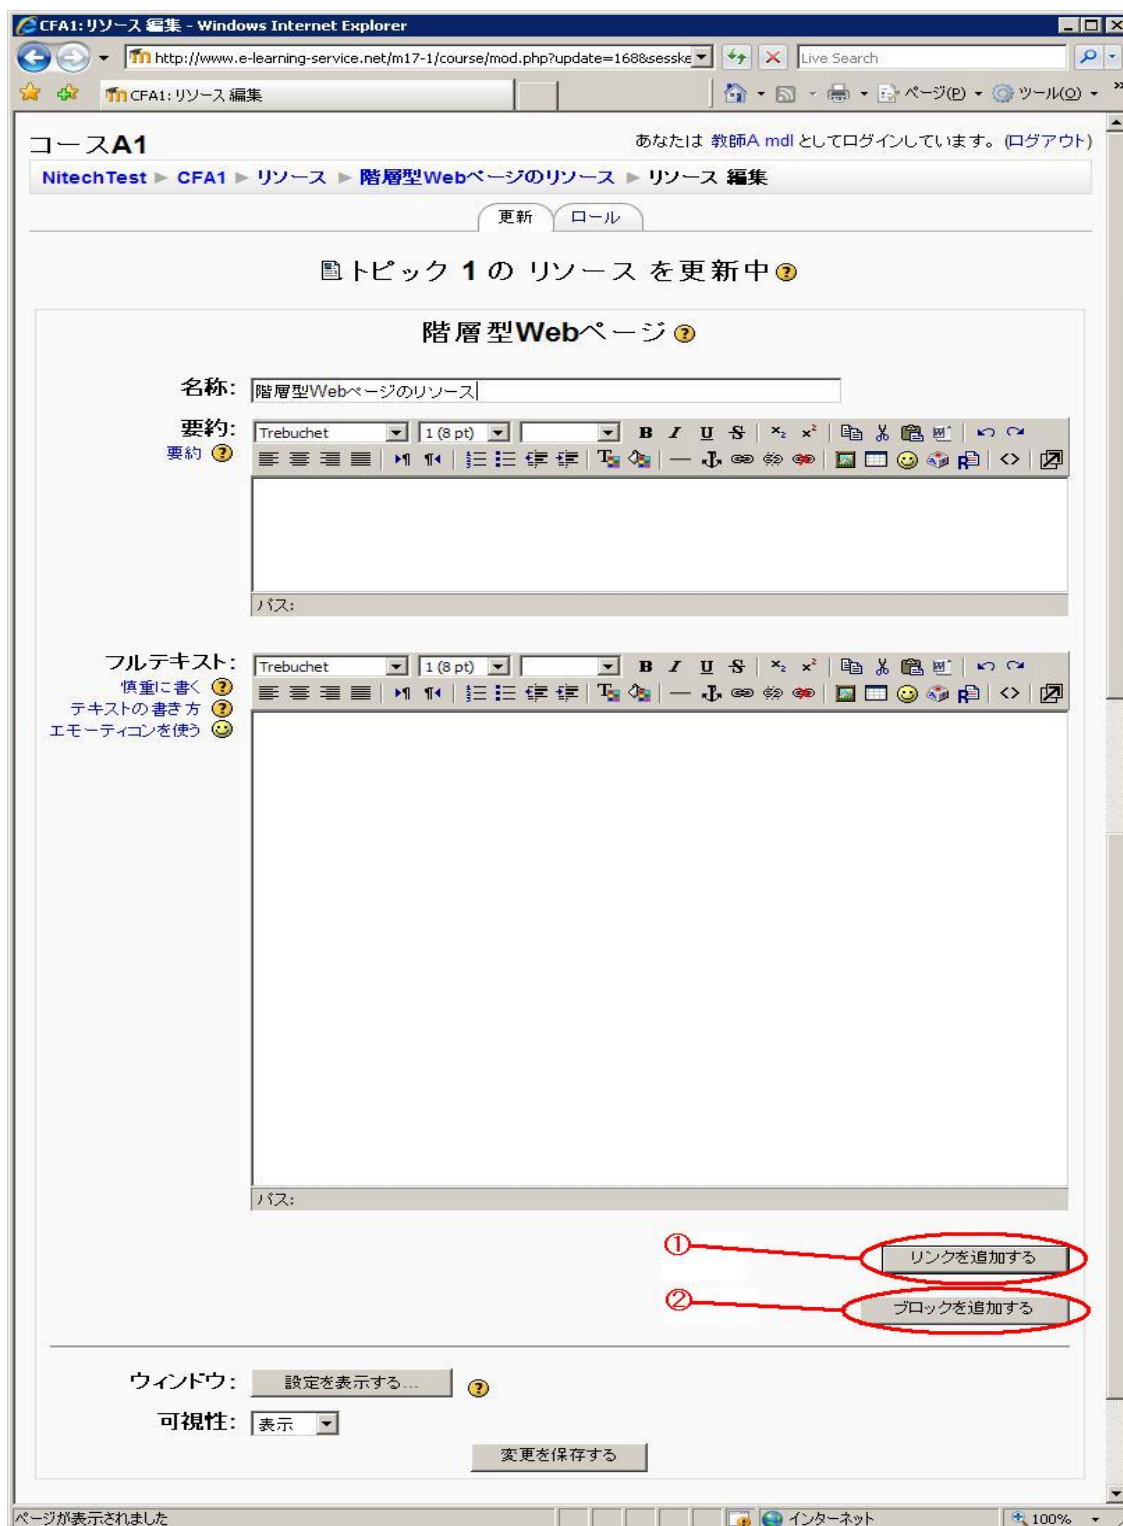 CFA1: リソース 編集 - Windows Internet Explorer
http://www.e-learning-service.net/m17-1/course/mod.php?update=168&sesske
Live Search
CFA1: リソース 編集
ページ(P)
ツール(O)
»
コースA1
あなたは 教師A mdl としてログインしています。 (ログアウト)
NitechTest ► CFA1 ► リソース ► 階層型Webページのリソース ► リソース 編集
更新 ロール
トピック 1 の リソース を更新中
階層型Webページ
名称: 階層型Webページのリソース
要約: Trebuchet 1 (8 pt) B I U S ×₂ ×²
要約
パス:
フルテキスト: Trebuchet 1 (8 pt) B I U S ×₂ ×²
慎重に書く
テキストの書き方
エモーティコンを使う
パス:
① リンクを追加する
② ブロックを追加する
ウィンドウ: 設定を表示する...
可視性: 表示
変更を保存する
ページが表示されました インターネット 100%